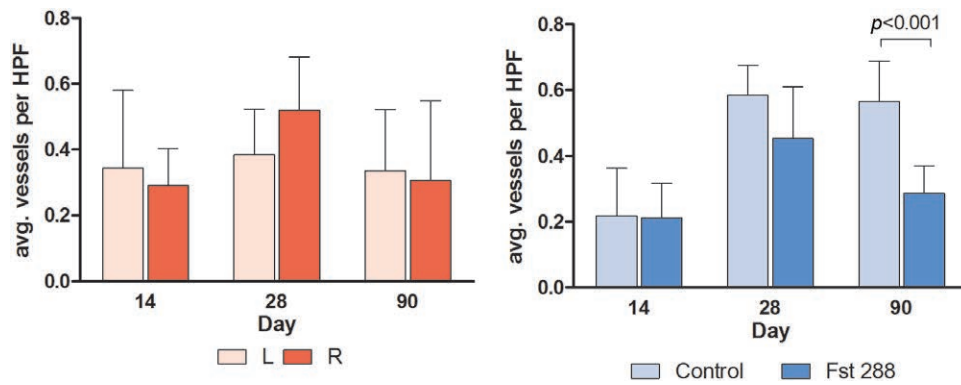 avg. vessels per HPF
0.8
0.6
0.4
0.2
0.0
14 28 90
Day
L R
avg. vessels per HPF
0.8
0.6
0.4
0.2
0.0
p<0.001
14 28 90
Day
Control Fst 288